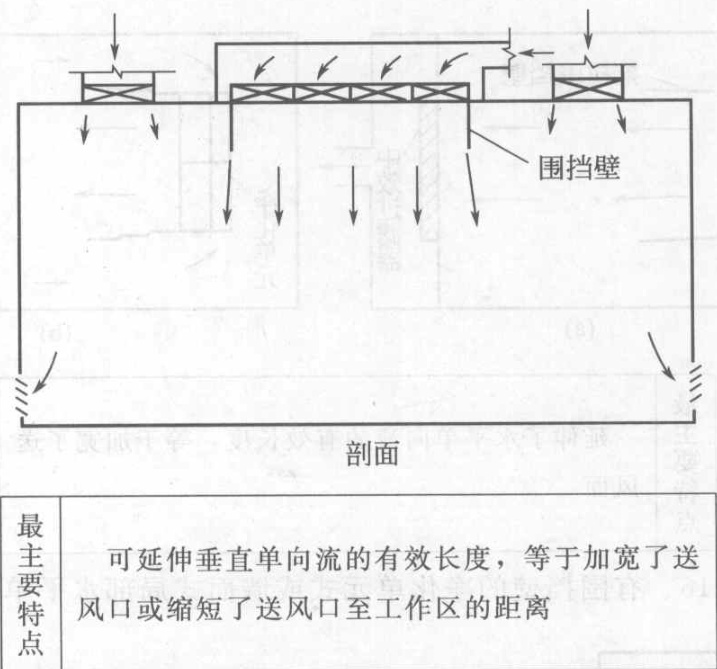 围挡壁
剖面
最主要特点
可延伸垂直单向流的有效长度，等于加宽了送
风口或缩短了送风口至工作区的距离